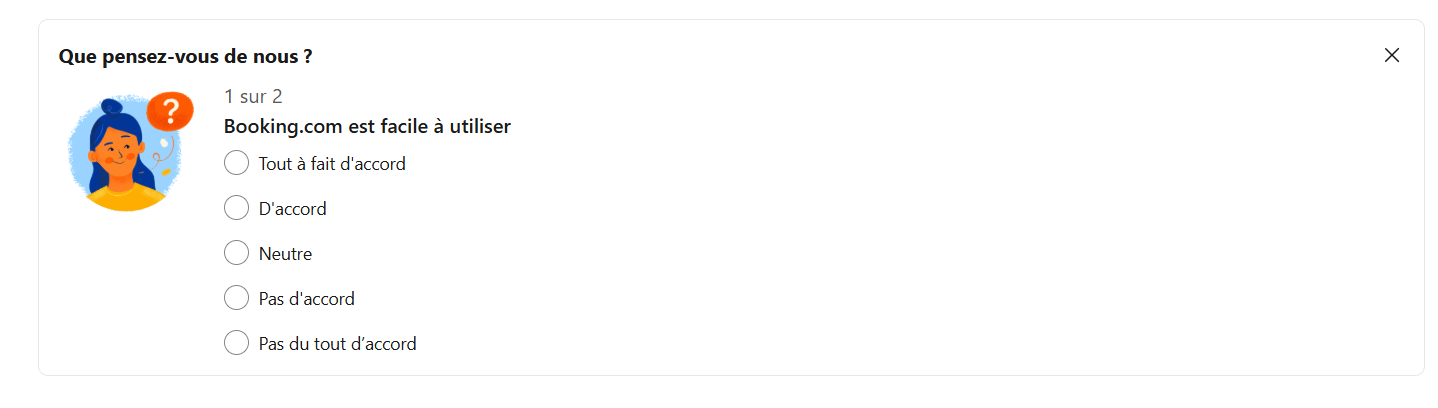 Que pensez-vous de nous ?
?
1 sur 2
Booking.com est facile à utiliser
Tout à fait d'accord
D'accord
Neutre
Pas d'accord
Pas du tout d’accord